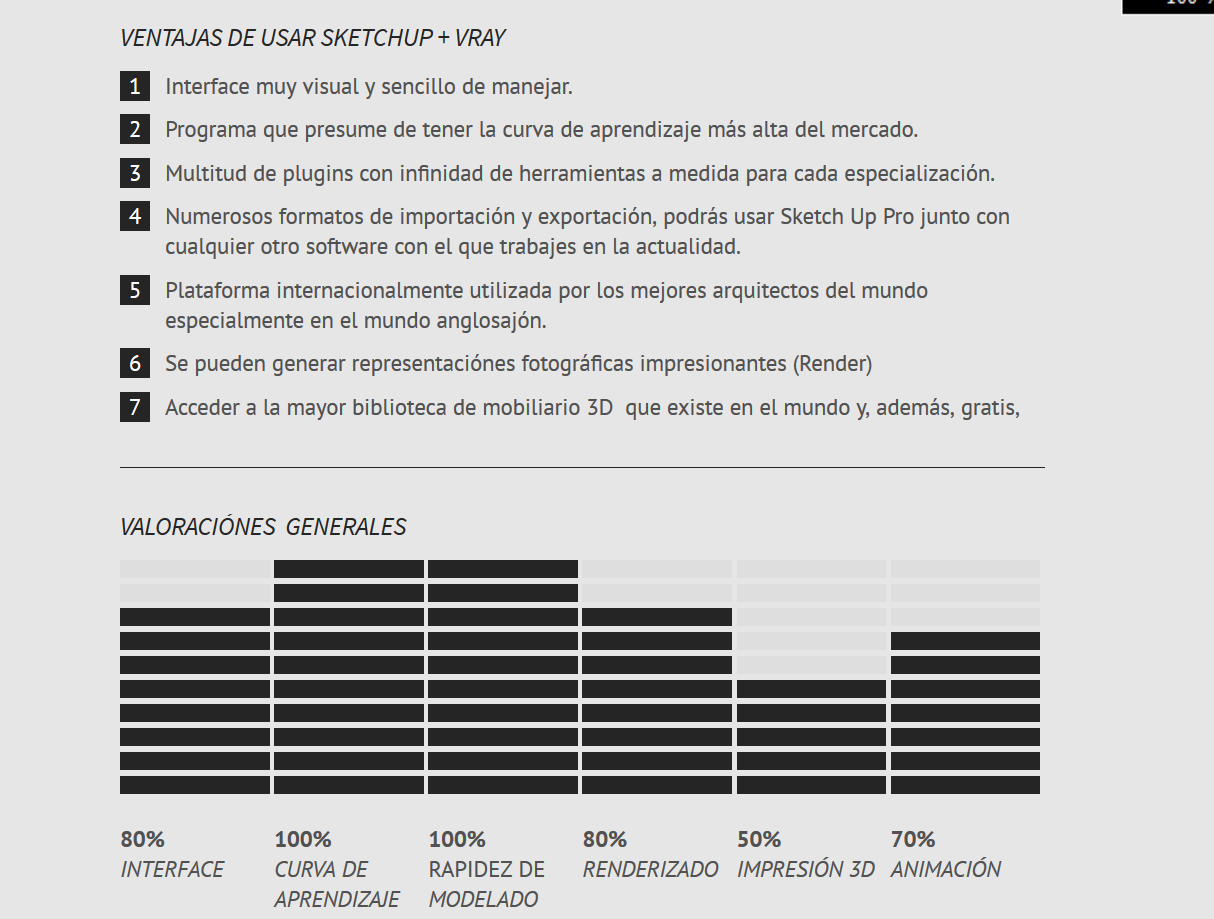 VENTAJAS DE USAR SKETCHUP + VRAY
1 Interface muy visual y sencillo de manejar.
2 Programa que presume de tener la curva de aprendizaje más alta del mercado.
3 Multitud de plugins con infinidad de herramientas a medida para cada especialización.
4 Numerosos formatos de importación y exportación, podrás usar Sketch Up Pro junto con
cualquier otro software con el que trabajes en la actualidad.
5 Plataforma internacionalmente utilizada por los mejores arquitectos del mundo
especialmente en el mundo anglosajón.
6 Se pueden generar representaciónes fotográficas impresionantes (Render)
7 Acceder a la mayor biblioteca de mobiliario 3D que existe en el mundo y, además, gratis,
VALORACIÓNES GENERALES
80% 100% 100% 80% 50% 70%
INTERFACE CURVA DE RAPIDEZ DE RENDERIZADO IMPRESIÓN 3D ANIMACIÓN
APRENDIZAJE MODELADO